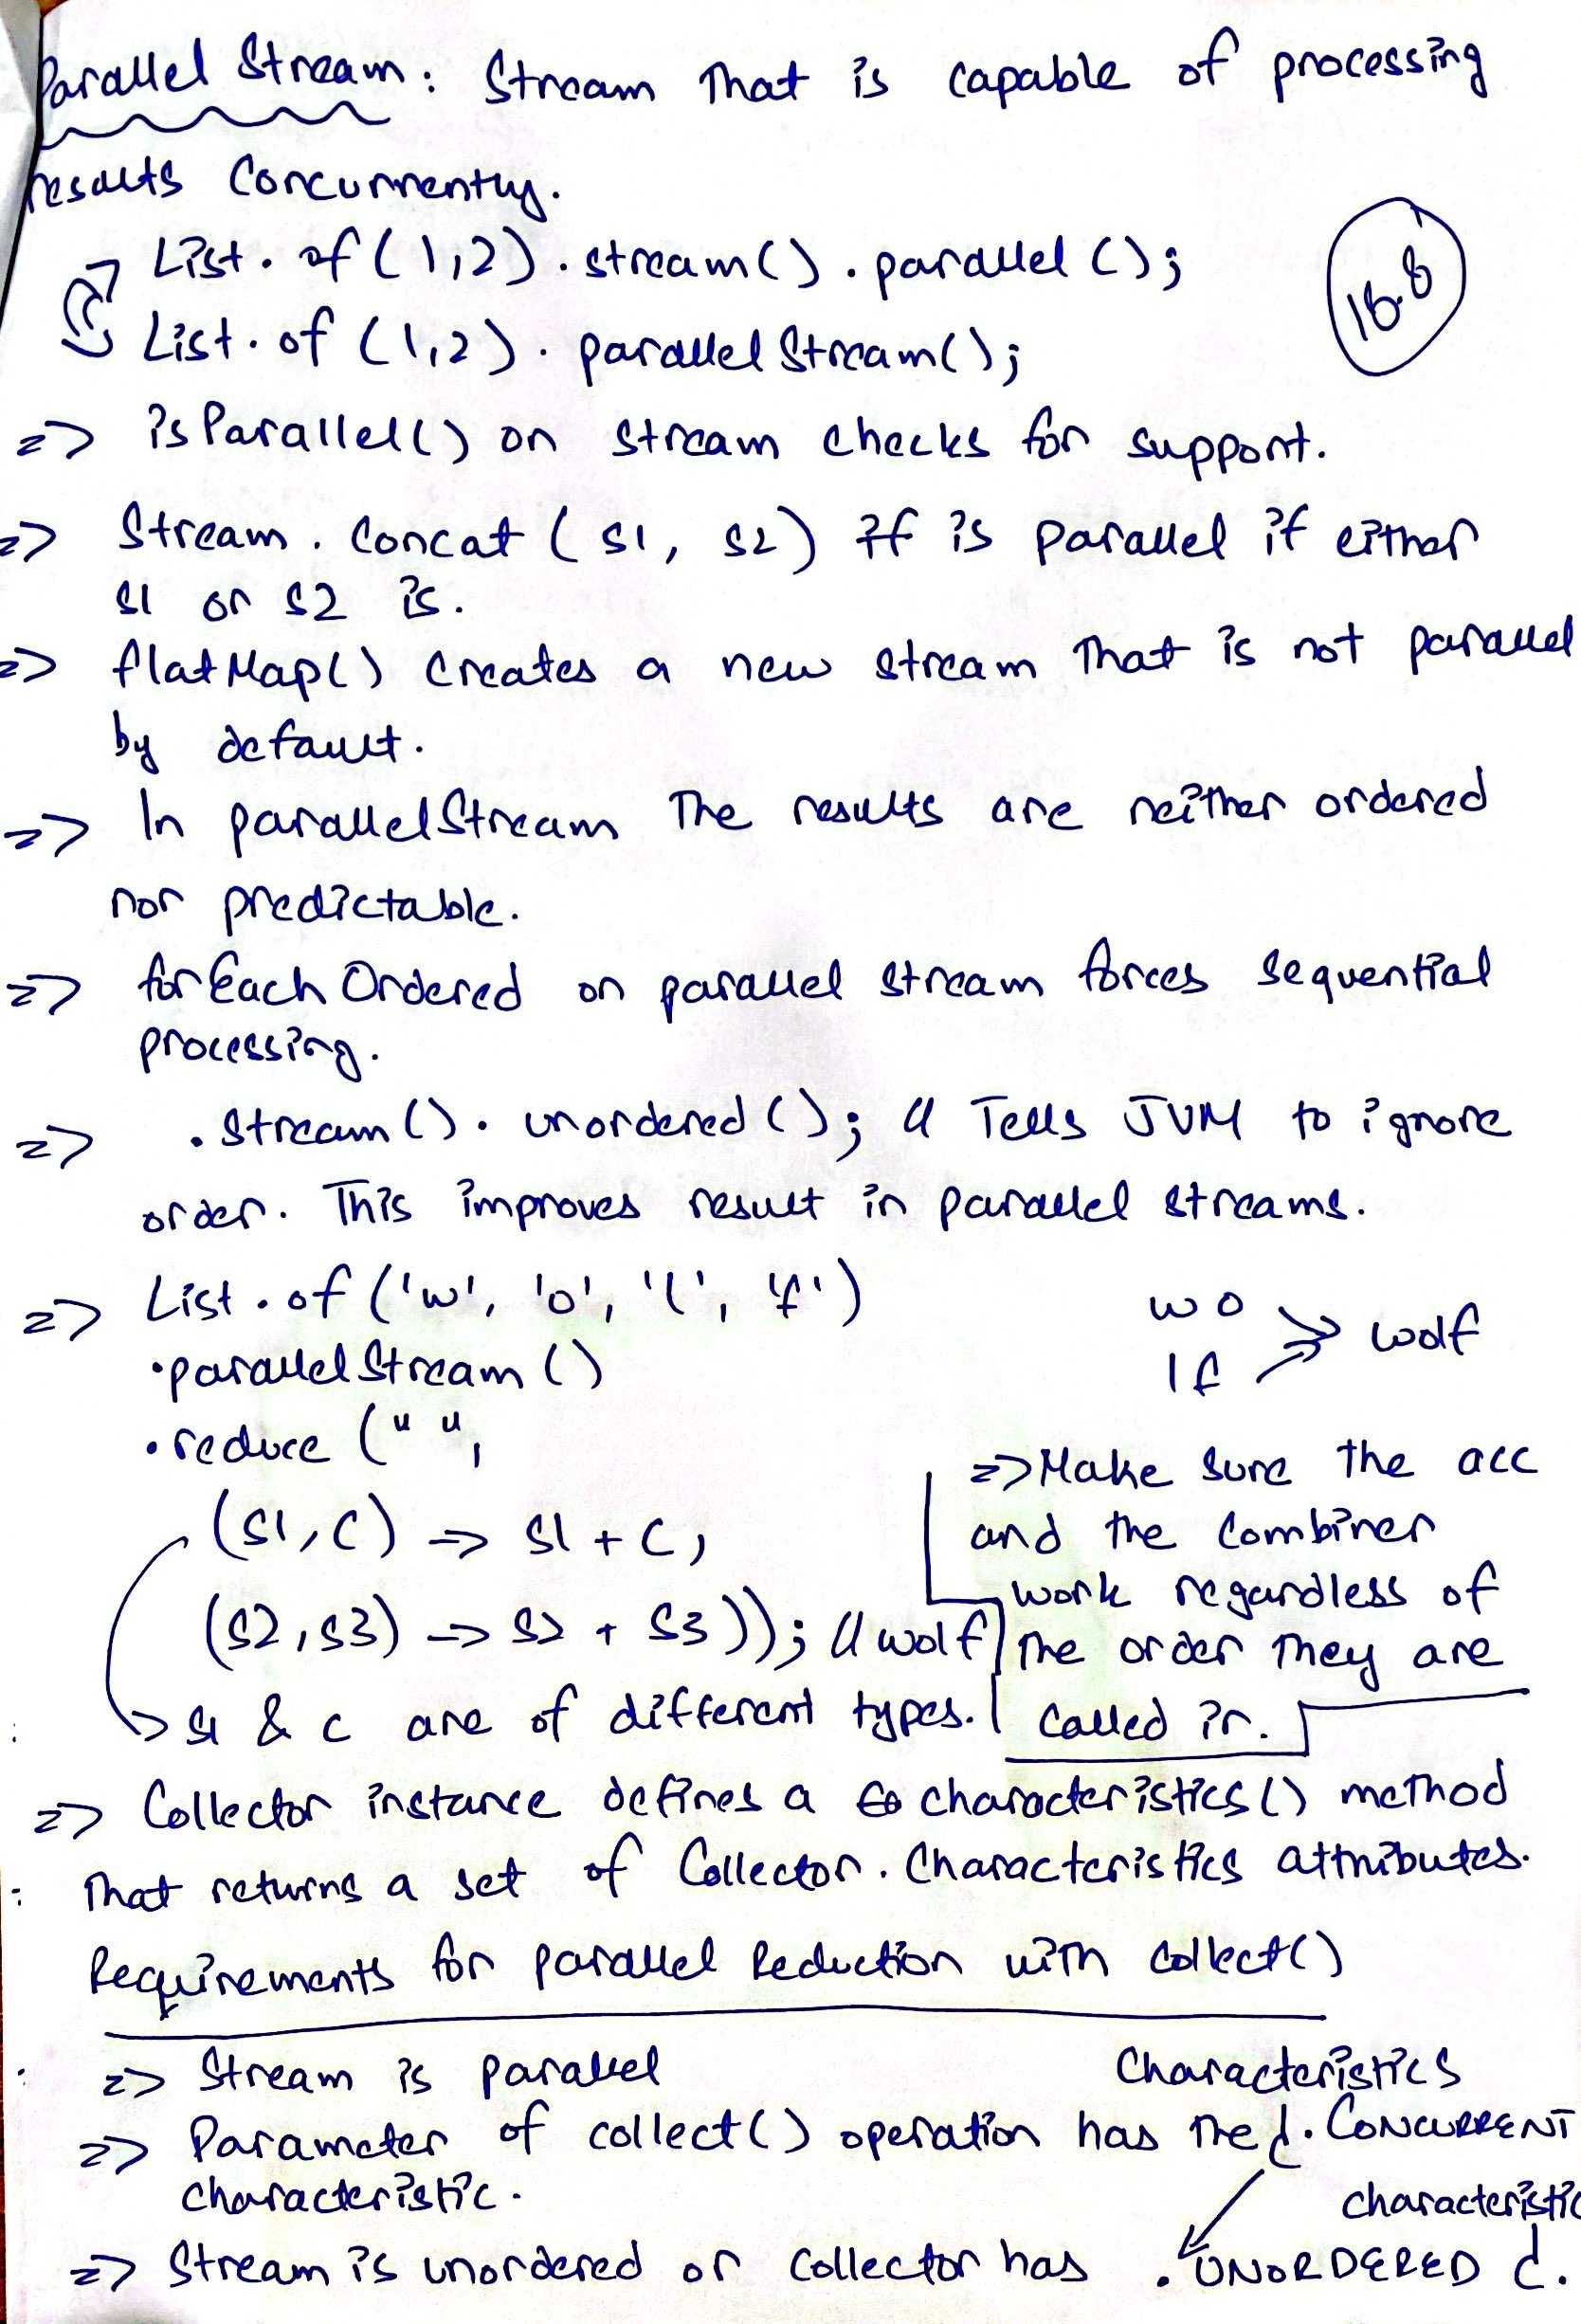 Parallel Stream: Stream that is capable of processing
results concurrently.
List.of(1,2).stream().parallel();
List.of(1,2).parallelStream();
18.8
=> isParallel() on stream checks for support.
=> Stream.concat(s1, s2) if is parallel if either
s1 or s2 is.
=> flatMap() creates a new stream that is not parallel
by default.
=> In parallelStream the results are neither ordered
nor predictable.
=> forEachOrdered on parallel stream forces sequential
processing.
=> .stream().unordered(); // Tells JVM to ignore
order. This improves result in parallel streams.
=> List.of('w', 'o', 'l', 'f')
.parallelStream()
.reduce("",
(s1,c) -> s1 + c,
(s2,s3) -> s2 + s3)); // wolf
s1 & c are of different types.
wo
lf
wolf
=> Make sure the acc
and the combiner
work regardless of
the order they are
called in.
=> Collector instance defines a characteristics() method
that returns a set of Collector.Characteristics attributes.
Requirements for parallel Reduction with collect()
=> Stream is parallel
=> Parameter of collect() operation has the Characteristics
.CONCURRENT
characteristic.
=> Stream is unordered or collector has .UNORDERED
characteristic